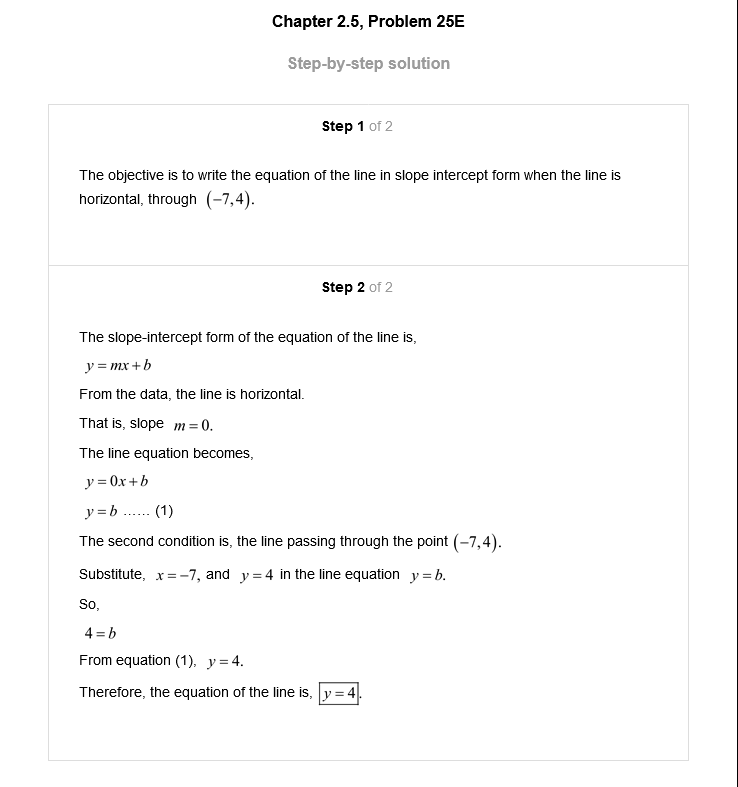 Chapter 2.5, Problem 25E
Step-by-step solution
Step 1 of 2
The objective is to write the equation of the line in slope intercept form when the line is
horizontal, through (−7,4).
Step 2 of 2
The slope-intercept form of the equation of the line is,
y = mx + b
From the data, the line is horizontal.
That is, slope m = 0.
The line equation becomes,
y = 0x + b
y = b …… (1)
The second condition is, the line passing through the point (−7,4).
Substitute, x = −7, and y = 4 in the line equation y = b.
So,
4 = b
From equation (1), y = 4.
Therefore, the equation of the line is, y = 4.